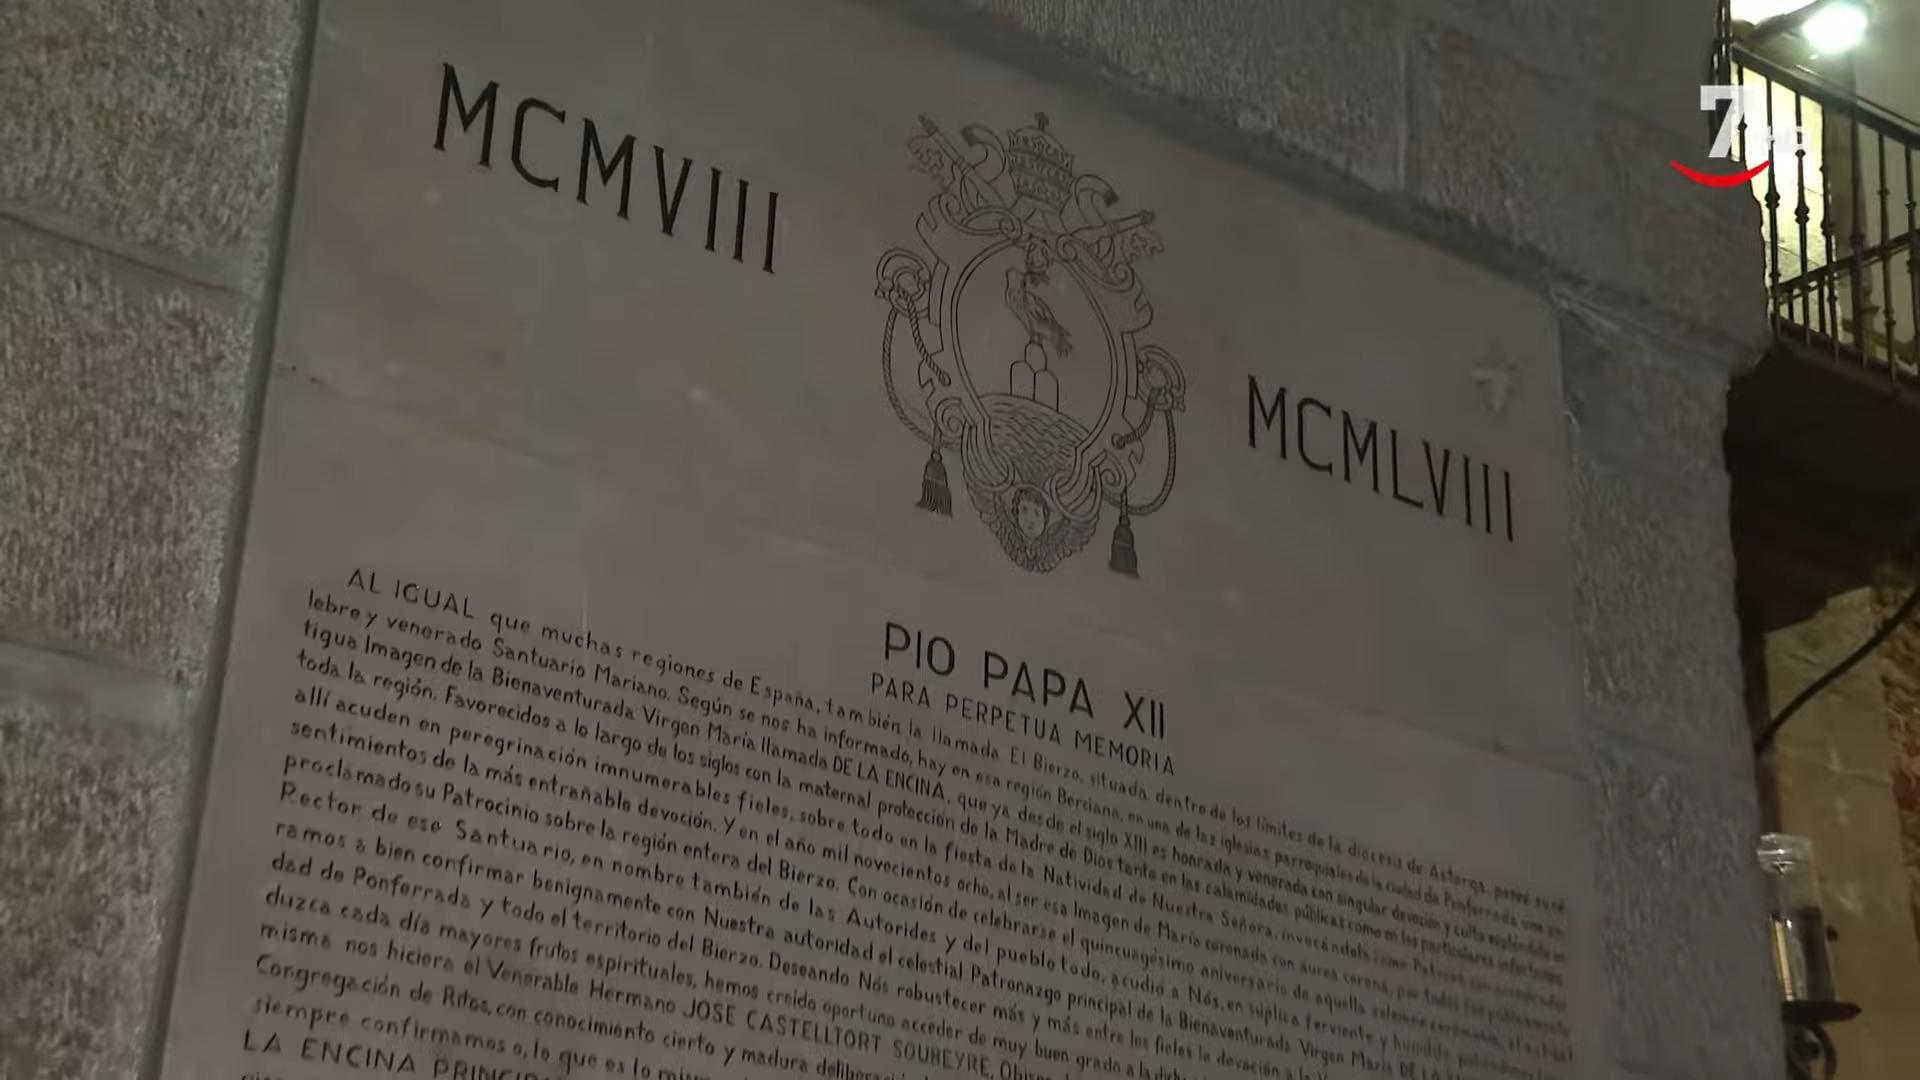 7
MCMVIII
MCMLVIII
PIO PAPA XII
PARA PERPETUA MEMORIA
AL IGUAL que muchas regiones de España, también la llamada El Bierzo, situada dentro de los límites de la diócesis de Astorga, posee su cé-
lebre y venerado Santuario Mariano. Según se nos ha informado, hay en esa región Berciana, en una de las iglesias parroquiales de la ciudad de Ponferrada una an-
tigua Imagen de la Bienaventurada Virgen María llamada DE LA ENCINA, que ya desde el siglo XIII es honrada y venerada con singular devoción y culto
toda la región. Favorecidos a lo largo de los siglos con la maternal protección de la Madre de Dios tanto en las calamidades públicas como en los particulares infortunios
allí acuden en peregrinación innumerables fieles, sobre todo en la fiesta de la Natividad de Nuestra Señora, invocándola como Patrona con
sentimientos de la más entrañable devoción. Y en el año mil novecientos ocho, al ser esa Imagen de María coronada con aurea corona, por todos fue públicamente
proclamado su Patrocinio sobre la región entera del Bierzo. Con ocasión de celebrarse el quincuagésimo aniversario de aquella solemne ceremonia, el actual
Rector de ese Santuario, en nombre también de las Autorides y del pueblo todo, acudió a Nós, en súplica ferviente y humilde
ramos a bien confirmar benignamente con Nuestra autoridad el celestial Patronazgo principal de la Bienaventurada Virgen María DE LA
dad de Ponferrada y todo el territorio del Bierzo. Deseando Nós robustecer más y más entre los fieles la devoción a la
duzca cada día mayores frutos espirituales, hemos creido oportuno acceder de muy buen grado a la
misma nos hiciera el Venerable Hermano JOSE CASTELLTORT SOUBEYRE,
Congregación de Ritos, con conocimiento cierto y madura
siempre confirmamos o, lo que es lo
LA ENCINA